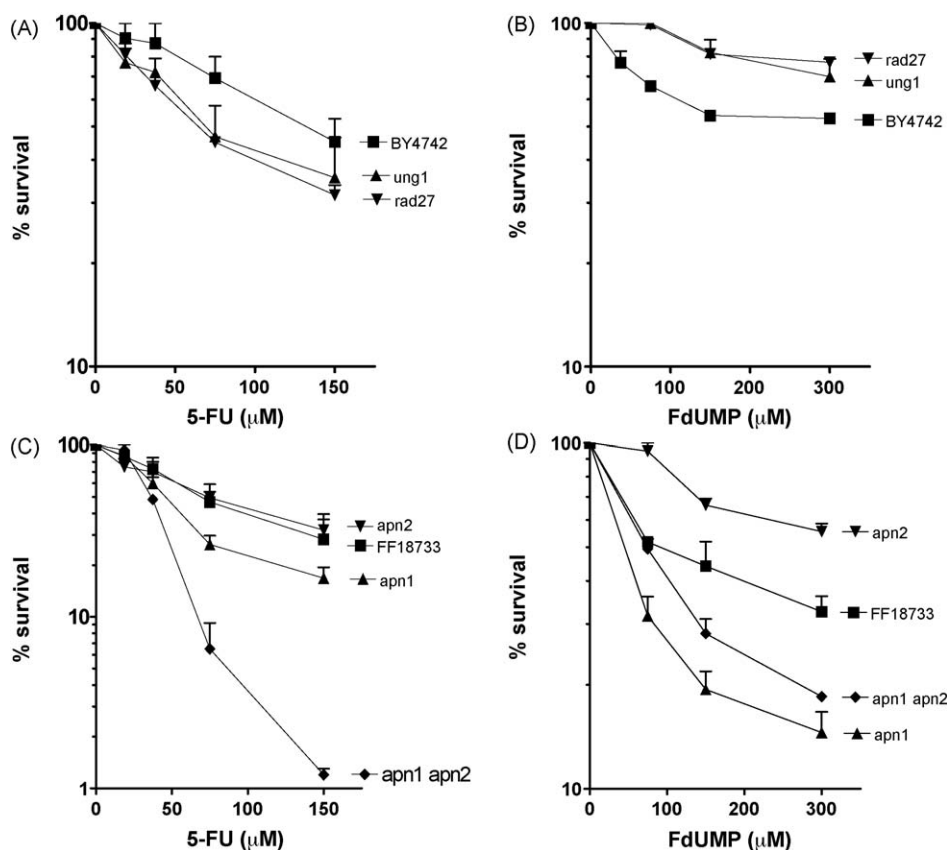 (A)
100
10
% survival
0 50 100 150
5-FU (µM)
BY4742
ung1
rad27
(B)
100
10
% survival
0 100 200 300
FdUMP (µM)
rad27
ung1
BY4742
(C)
100
10
1
% survival
0 50 100 150
5-FU (µM)
apn2
FF18733
apn1
apn1 apn2
(D)
100
10
% survival
0 100 200 300
FdUMP (µM)
apn2
FF18733
apn1 apn2
apn1